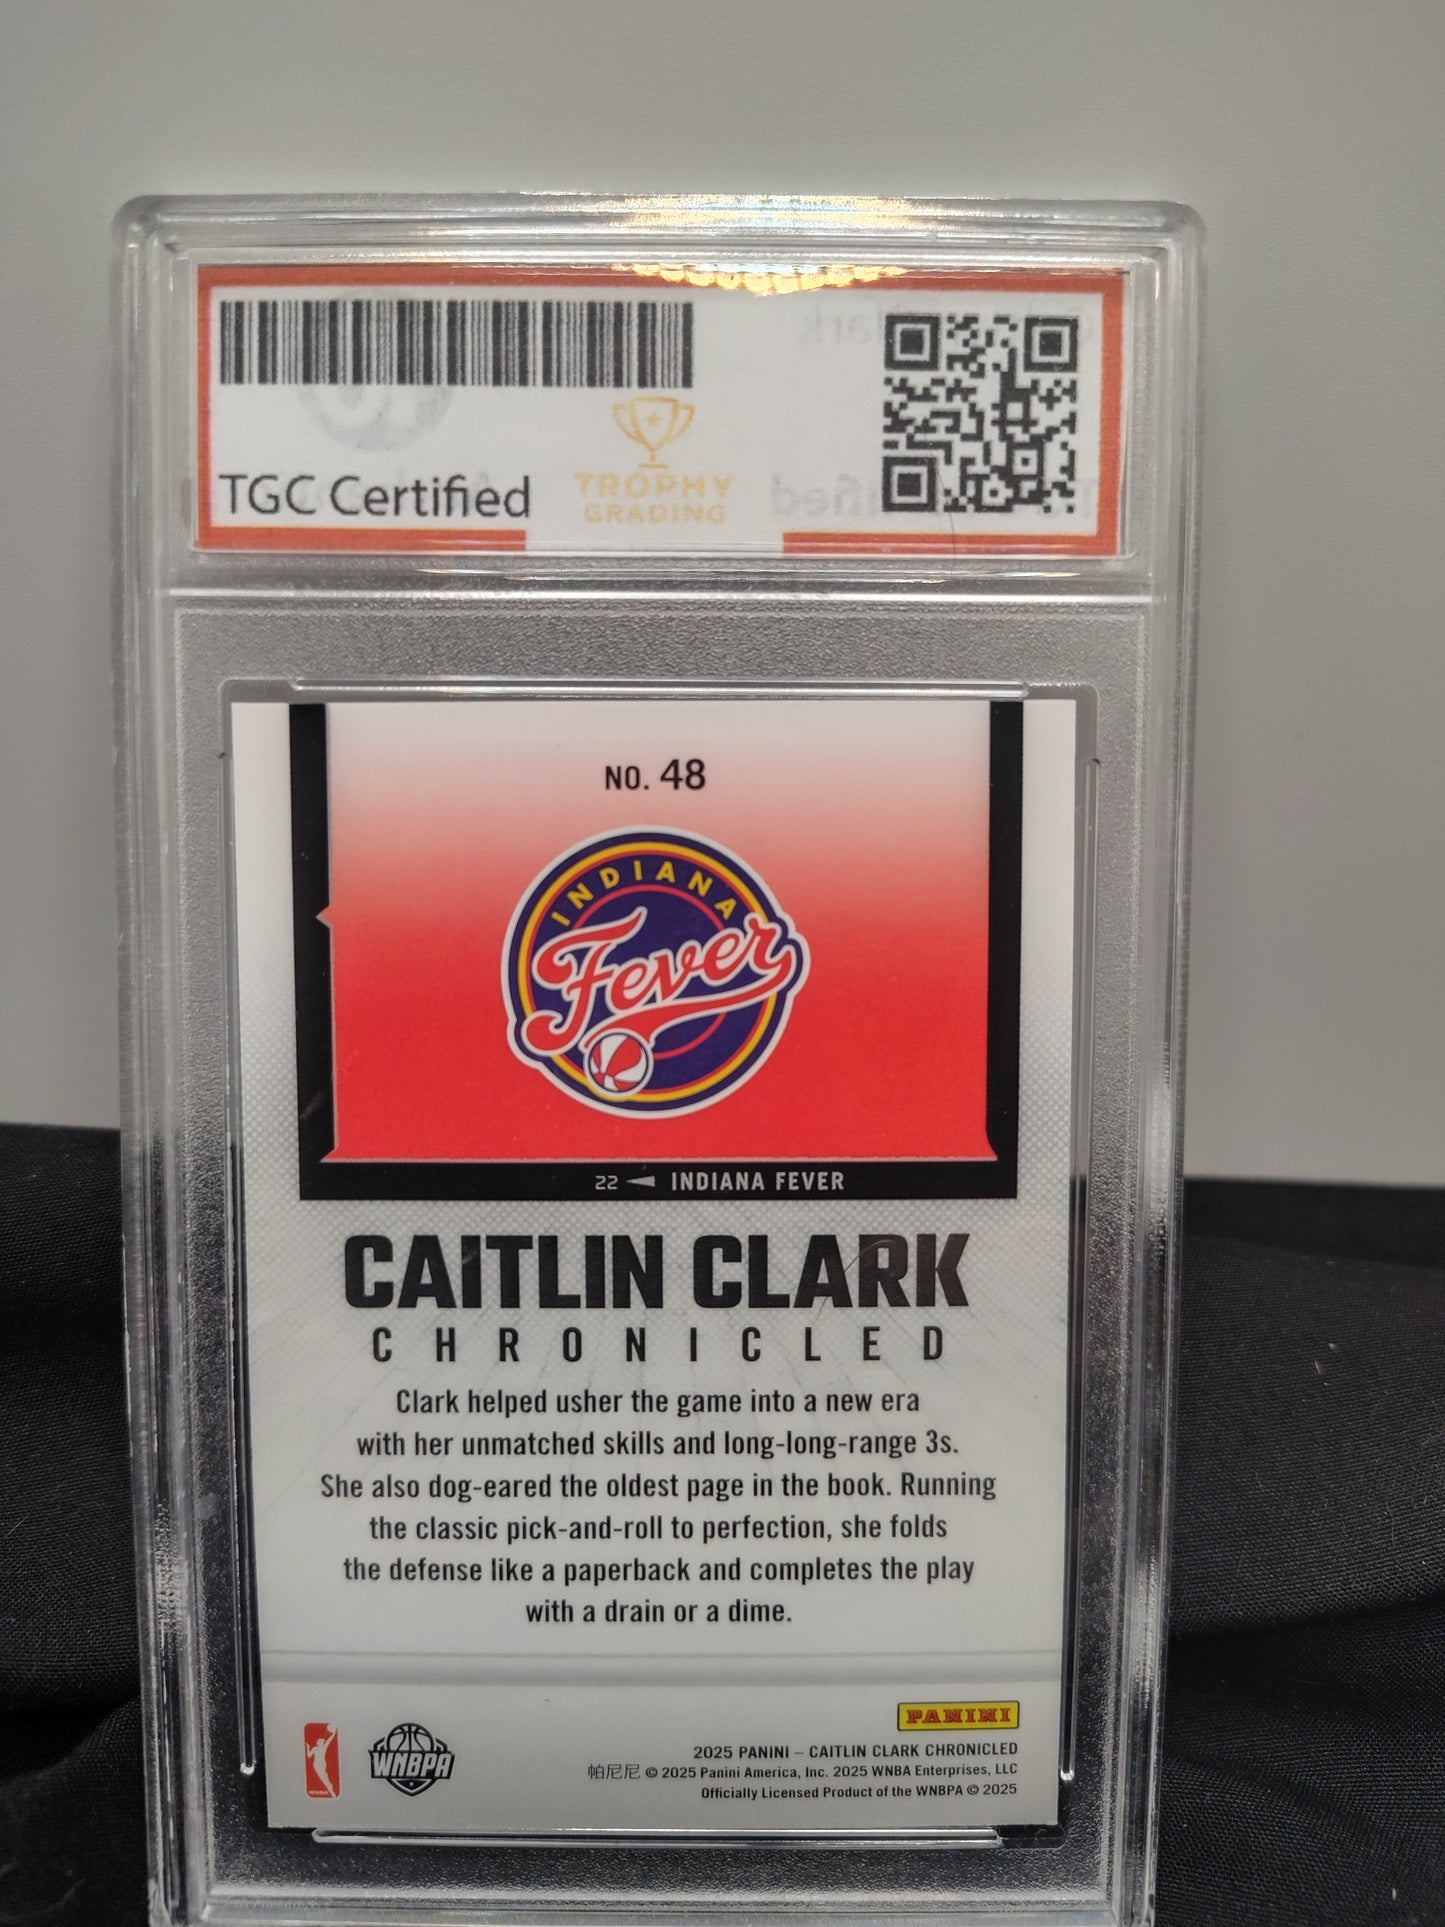 TGC Certified
TROPHY
GRADING
NO. 48
INDIANA
Fever
22 INDIANA FEVER
CAITLIN CLARK
CHRONICLED
Clark helped usher the game into a new era
with her unmatched skills and long-long-range 3s.
She also dog-eared the oldest page in the book. Running
the classic pick-and-roll to perfection, she folds
the defense like a paperback and completes the play
with a drain or a dime.
PANINI
WNBA
WNBPA
2025 PANINI – CAITLIN CLARK CHRONICLED
帕尼尼 © 2025 Panini America, Inc. 2025 WNBA Enterprises, LLC
Officially Licensed Product of the WNBPA © 2025